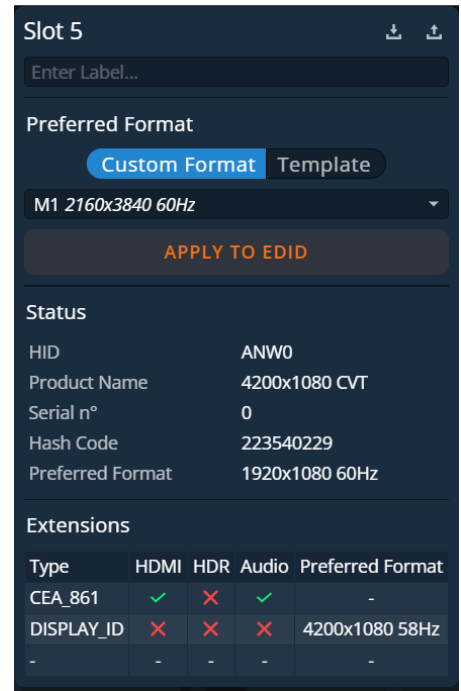 Slot 5
Enter Label...
Preferred Format
Custom Format Template
M1 2160x3840 60Hz
APPLY TO EDID
Status
HID ANW0
Product Name 4200x1080 CVT
Serial n° 0
Hash Code 223540229
Preferred Format 1920x1080 60Hz
Extensions
Type HDMI HDR Audio Preferred Format
CEA_861 ✓ ✕ ✓ -
DISPLAY_ID ✕ ✕ ✕ 4200x1080 58Hz
- - - - -